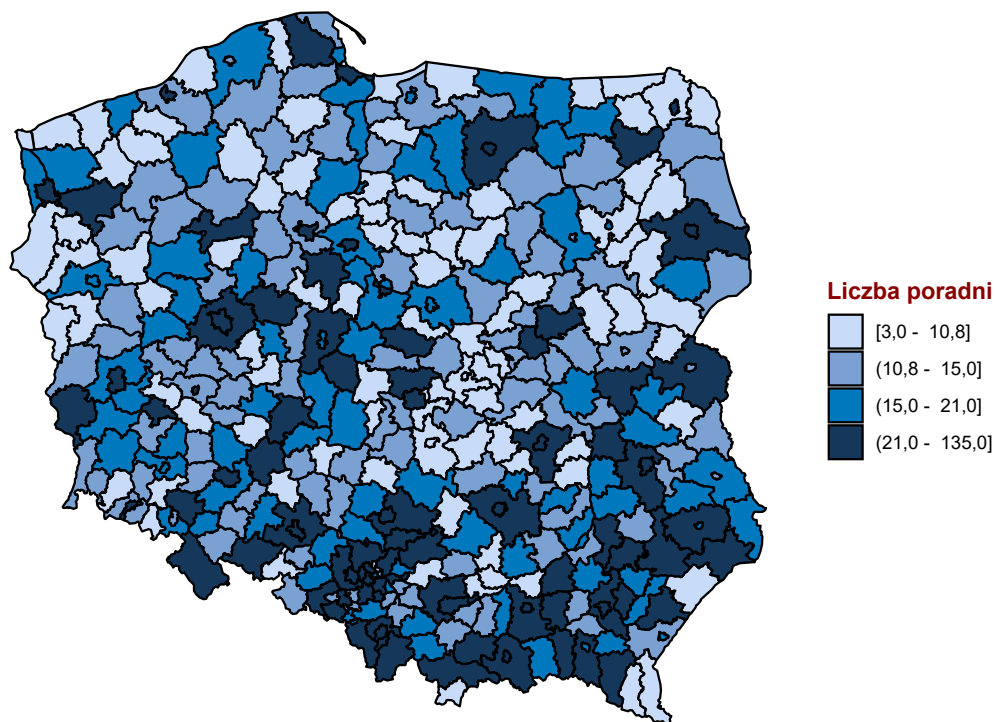 Liczba poradni
[3,0 - 10,8]
(10,8 - 15,0]
(15,0 - 21,0]
(21,0 - 135,0]